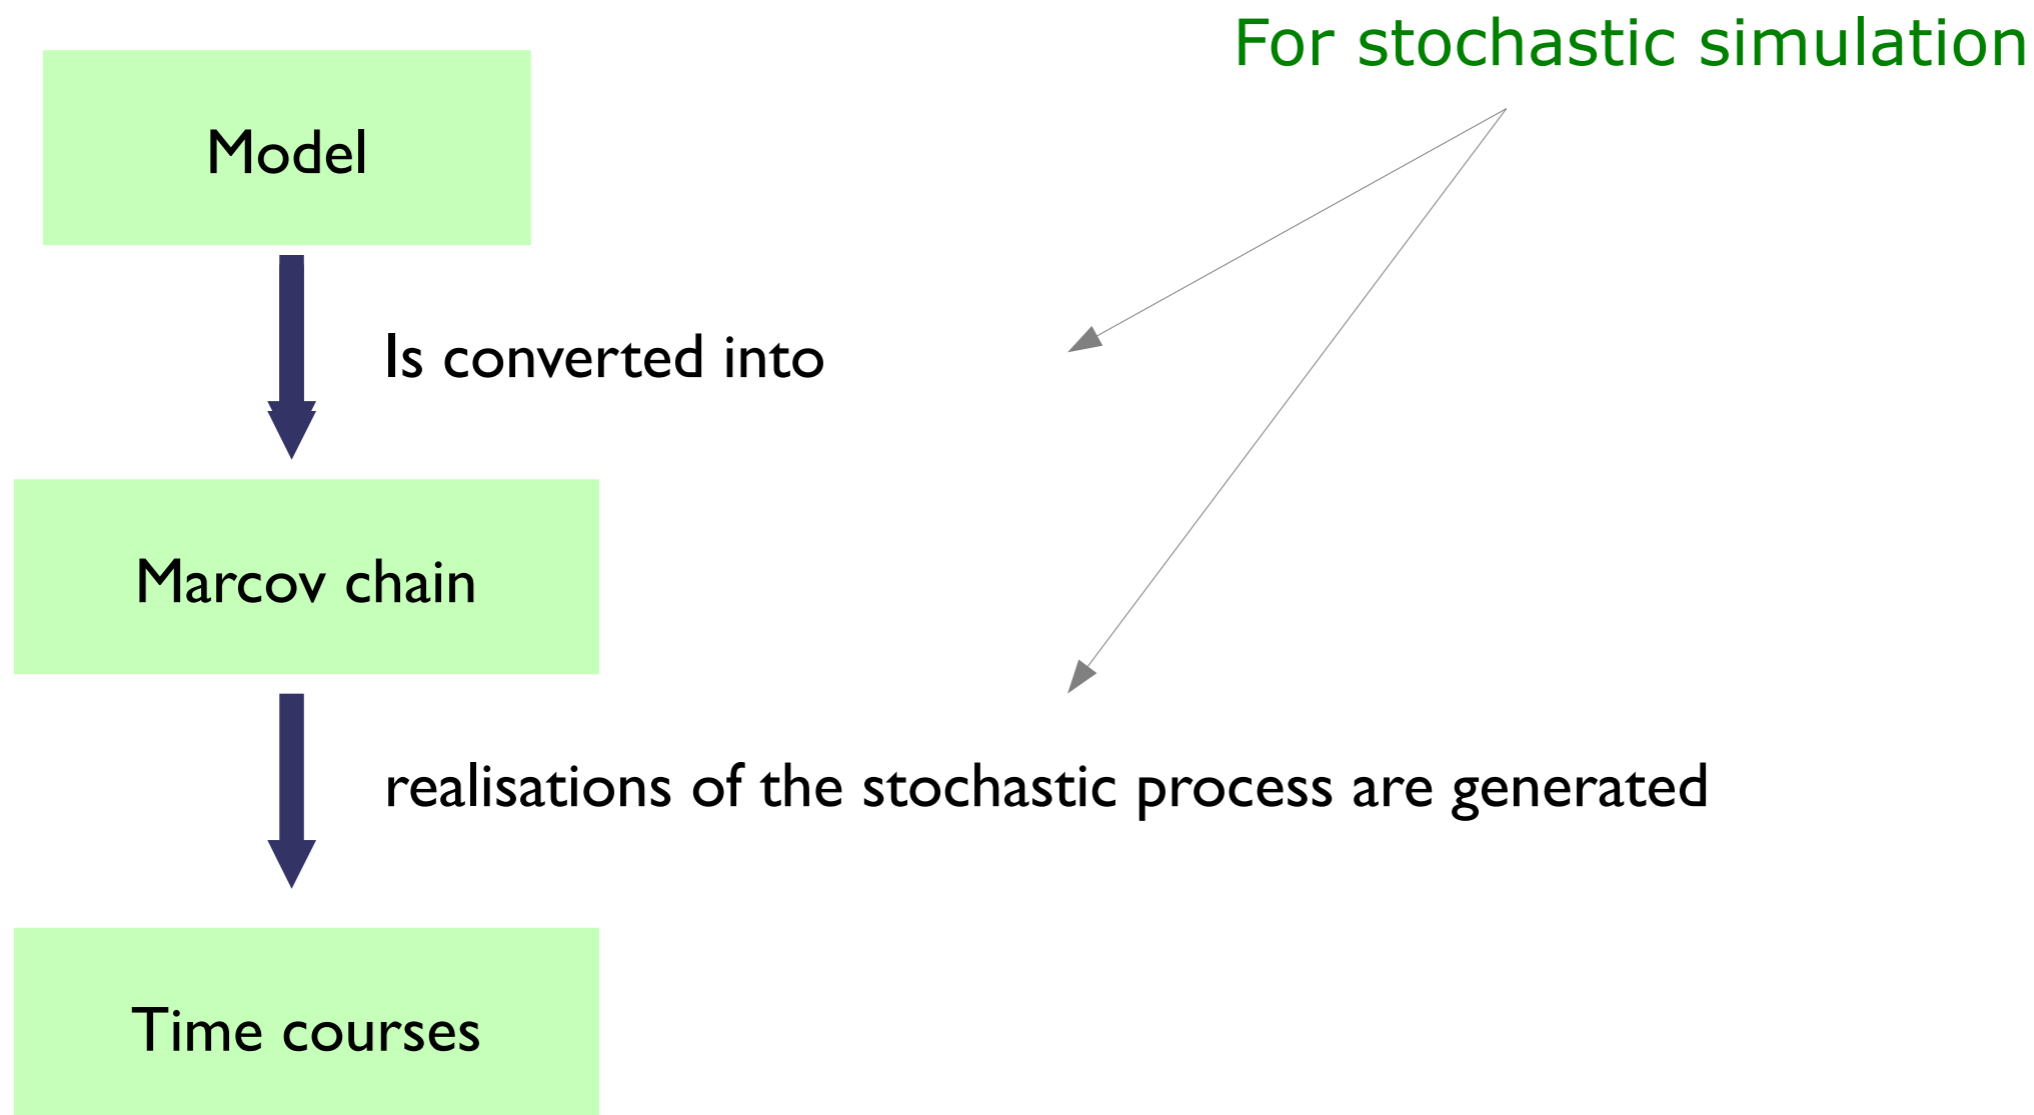 For stochastic simulation
Model
Is converted into
Marcov chain
realisations of the stochastic process are generated
Time courses